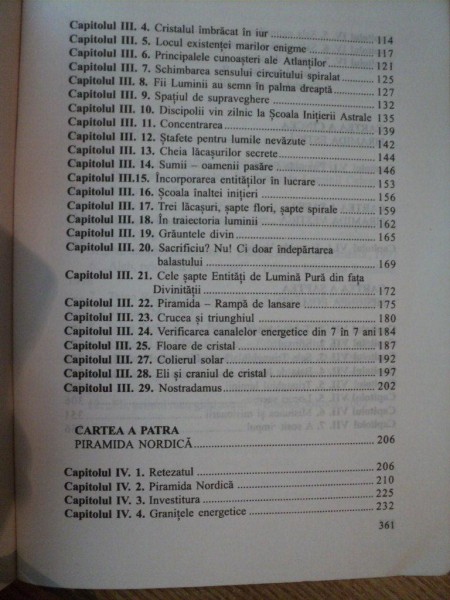 Capitolul III. 4. Cristalul îmbrăcat în iur ........ 114
Capitolul III. 5. Locul existenței marilor enigme ........ 117
Capitolul III. 6. Principalele cunoașteri ale Atlanților ........ 121
Capitolul III. 7. Schimbarea sensului circuitului spiralat ........ 125
Capitolul III. 8. Fii Luminii au semn în palma dreaptă ........ 127
Capitolul III. 9. Spațiul de supraveghere ........ 132
Capitolul III. 10. Discipolii vin zilnic la Școala Inițierii Astrale 135
Capitolul III. 11. Concentrarea ........ 139
Capitolul III. 12. Ștafete pentru lumile nevăzute ........ 142
Capitolul III. 13. Cheia lăcașurilor secrete ........ 144
Capitolul III. 14. Sumii – oamenii pasăre ........ 146
Capitolul III.15. Încorporarea entităților în lucrare ........ 153
Capitolul III. 16. Școala înaltei inițieri ........ 156
Capitolul III. 17. Trei lăcașuri, șapte flori, șapte spirale ........ 159
Capitolul III. 18. În traiectoria luminii ........ 162
Capitolul III. 19. Grăuntele divin ........ 165
Capitolul III. 20. Sacrificiu? Nu! Ci doar îndepărtarea
balastului ........ 169
Capitolul III. 21. Cele șapte Entități de Lumină Pură din fața
Divinității ........ 172
Capitolul III. 22. Piramida – Rampă de lansare ........ 175
Capitolul III. 23. Crucea și triunghiul ........ 180
Capitolul III. 24. Verificarea canalelor energetice din 7 în 7 ani 184
Capitolul III. 25. Floare de cristal ........ 187
Capitolul III. 27. Colierul solar ........ 192
Capitolul III. 28. Eli și craniul de cristal ........ 197
Capitolul III. 29. Nostradamus ........ 202
CARTEA A PATRA
PIRAMIDA NORDICĂ ........ 206
Capitolul IV. 1. Retezatul ........ 206
Capitolul IV. 2. Piramida Nordică ........ 210
Capitolul IV. 3. Investitura ........ 225
Capitolul IV. 4. Granițele energetice ........ 232
361